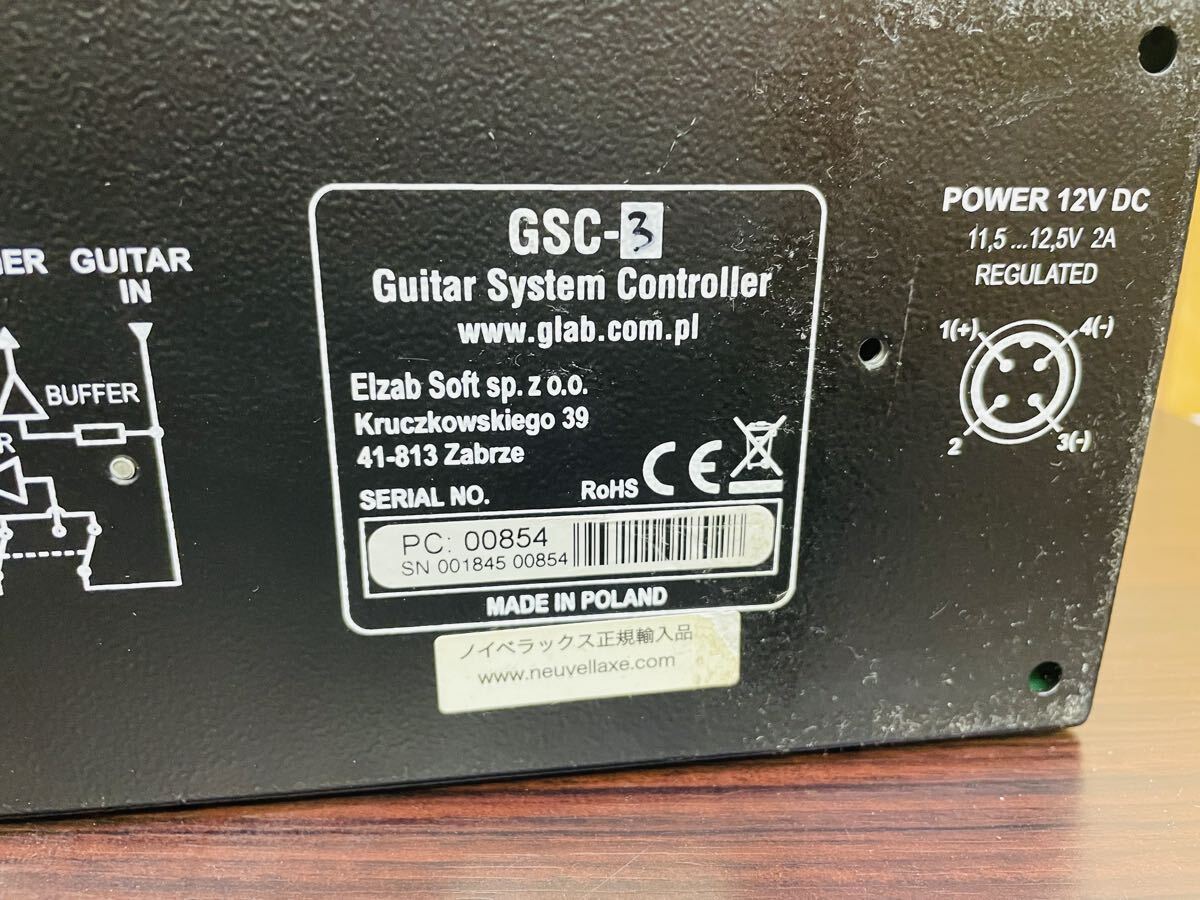 GUITAR
IN
BUFFER
GSC-3
Guitar System Controller
www.glab.com.pl
Elzab Soft sp. z o.o.
Kruczkowskiego 39
41-813 Zabrze
SERIAL NO.
RoHS CE
PC: 00854
SN 001845 00854
MADE IN POLAND
ノイベラックス正規輸入品
www.neuvellaxe.com
POWER 12V DC
11,5 ...12,5V 2A
REGULATED
1(+) 4(-)
2 3(-)